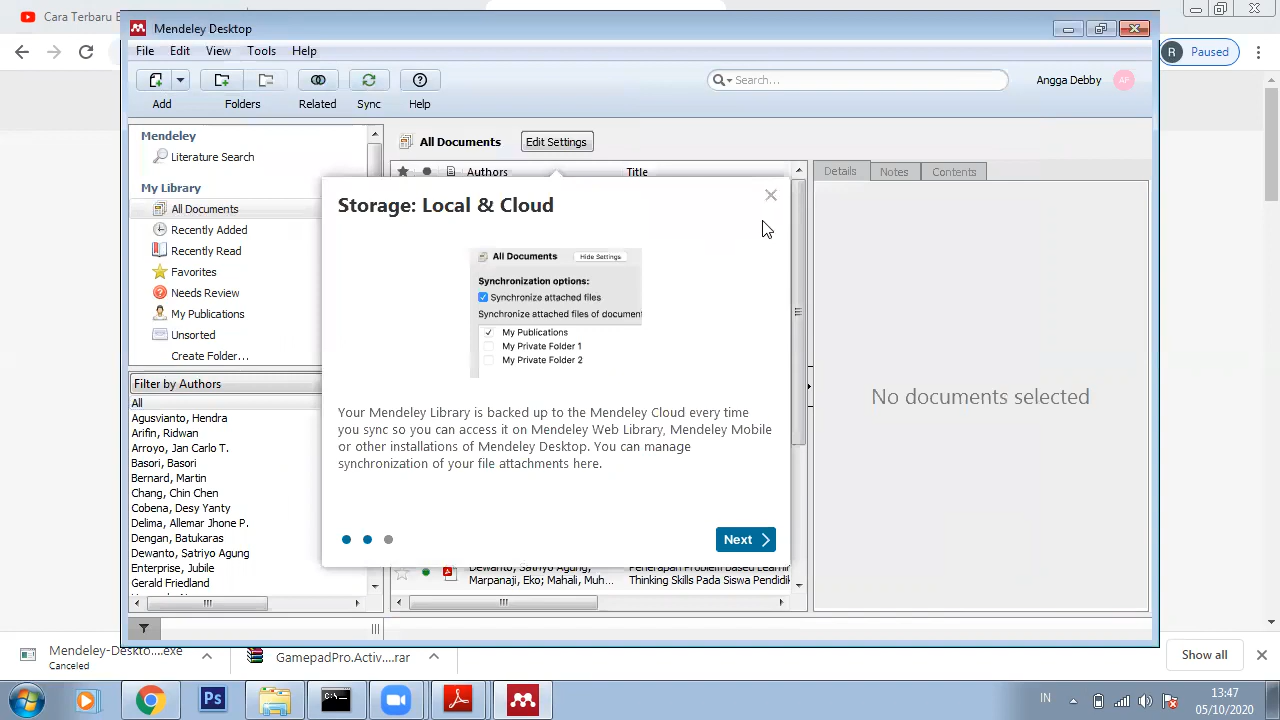 Cara Terbaru E
Mendeley Desktop
R Paused
File Edit View Tools Help
Search...
Angga Debby AP
Add Folders Related Sync Help
Mendeley
Literature Search
My Library
All Documents
Recently Added
Recently Read
Favorites
Needs Review
My Publications
Unsorted
Create Folder...
Filter by Authors
All
Agusvianto, Hendra
Arifin, Ridwan
Arroyo, Jan Carlo T.
Basori, Basori
Bernard, Martin
Chang, Chin Chen
Cobena, Desy Yanty
Delima, Allemar Jhone P.
Dengan, Batukaras
Dewanto, Satriyo Agung
Enterprise, Jubile
Gerald Friedland
All Documents Edit Settings
Authors Title
Storage: Local & Cloud
All Documents Hide Settings
Synchronization options:
Synchronize attached files
Synchronize attached files of document
My Publications
My Private Folder 1
My Private Folder 2
Your Mendeley Library is backed up to the Mendeley Cloud every time
you sync so you can access it on Mendeley Web Library, Mendeley Mobile
or other installations of Mendeley Desktop. You can manage
synchronization of your file attachments here.
Next
Dewanto, Satriyo Agung Penerapan Problem Based Learni
Marpanaji, Eko; Mahali, Muh... Thinking Skills Pada Siswa Pendidik
Details Notes Contents
No documents selected
Mendeley-Deskto....exe
Canceled
GamepadPro.Activ....rar
Show all
Ps
IN
13:47
05/10/2020